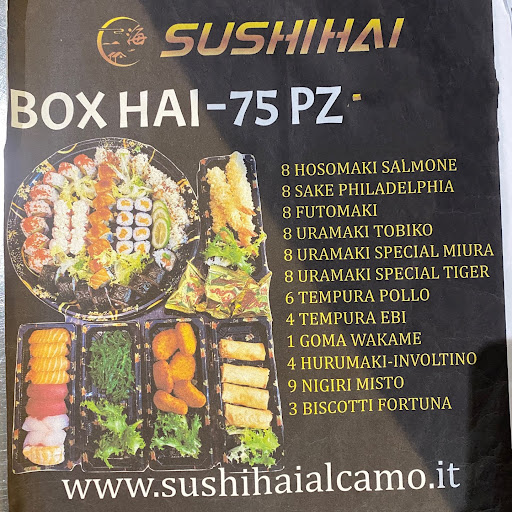 SUSHIHAI
BOX HAI-75 PZ
8 HOSOMAKI SALMONE
8 SAKE PHILADELPHIA
8 FUTOMAKI
8 URAMAKI TOBIKO
8 URAMAKI SPECIAL MIURA
8 URAMAKI SPECIAL TIGER
6 TEMPURA POLLO
4 TEMPURA EBI
1 GOMA WAKAME
4 HURUMAKI-INVOLTINO
9 NIGIRI MISTO
3 BISCOTTI FORTUNA
www.sushihaialcamo.it